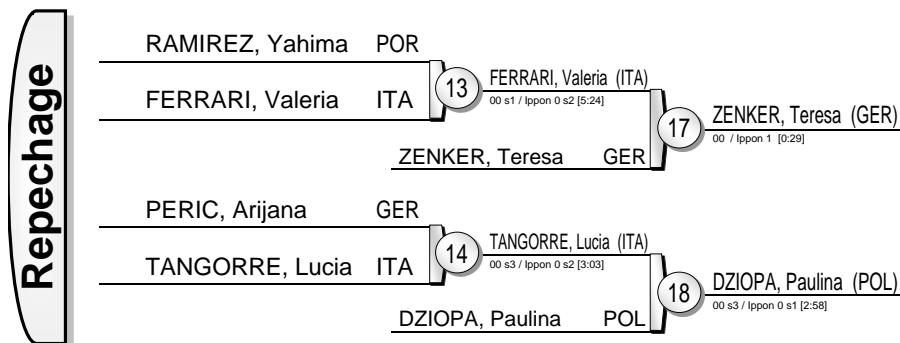 Repechage
RAMIREZ, Yahima POR
FERRARI, Valeria ITA
13
FERRARI, Valeria (ITA)
00 s1 / Ippon 0 s2 [5:24]
ZENKER, Teresa GER
17
ZENKER, Teresa (GER)
00 / Ippon 1 [0:29]
PERIC, Arijana GER
TANGORRE, Lucia ITA
14
TANGORRE, Lucia (ITA)
00 s3 / Ippon 0 s2 [3:03]
DZIOPA, Paulina POL
18
DZIOPA, Paulina (POL)
00 s3 / Ippon 0 s1 [2:58]